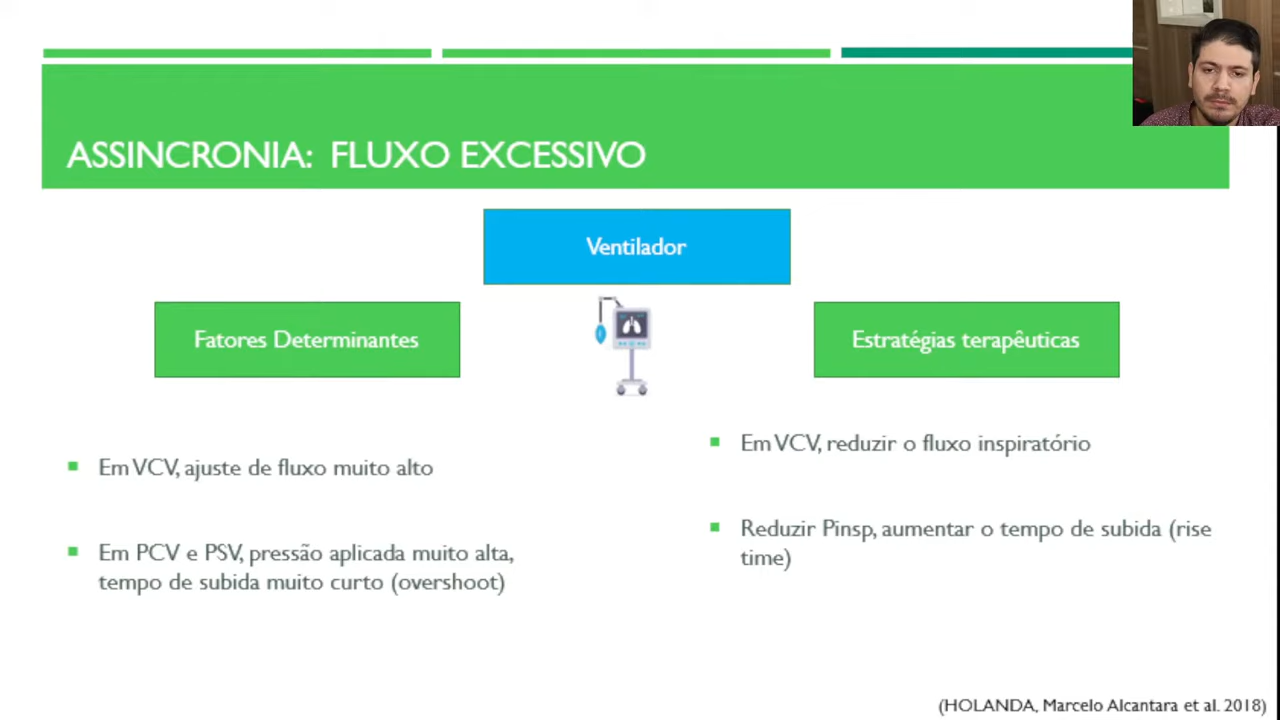 ASSINCRONIA: FLUXO EXCESSIVO
Ventilador
Fatores Determinantes
Em VCV, ajuste de fluxo muito alto
Em PCV e PSV, pressão aplicada muito alta,
tempo de subida muito curto (overshoot)
Estratégias terapêuticas
Em VCV, reduzir o fluxo inspiratório
Reduzir Pinsp, aumentar o tempo de subida (rise
time)
(HOLANDA, Marcelo Alcantara et al. 2018)